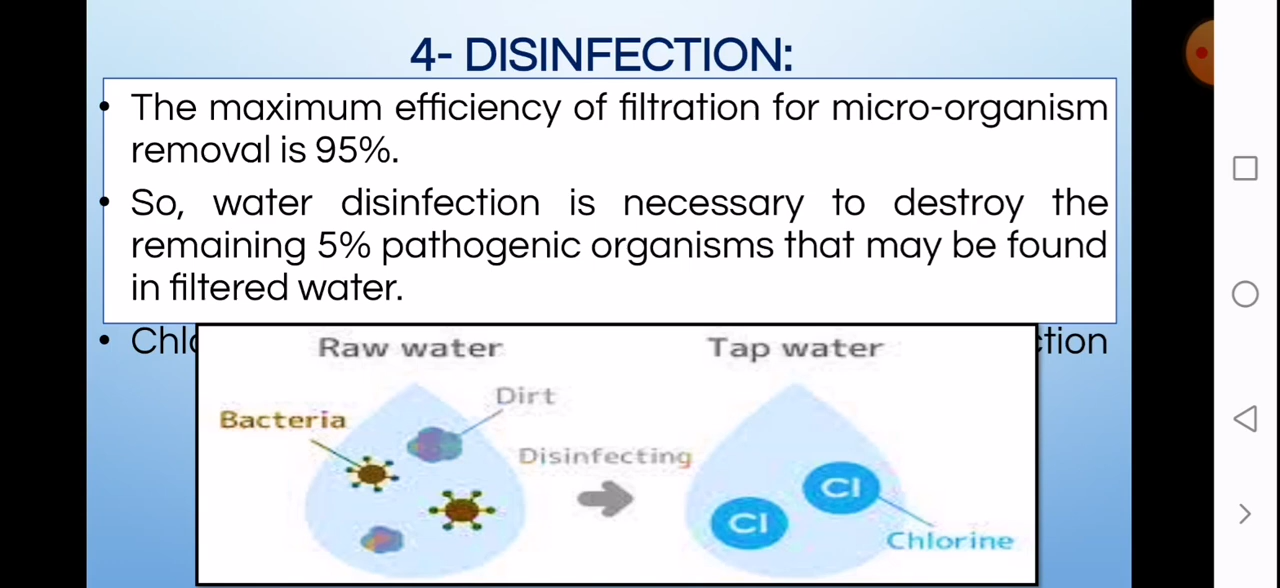 4- DISINFECTION:
• The maximum efficiency of filtration for micro-organism
removal is 95%.
• So, water disinfection is necessary to destroy the
remaining 5% pathogenic organisms that may be found
in filtered water.
•
Raw water
Tap water
Dirt
Bacteria
Disinfecting
Cl
Cl
Chlorine